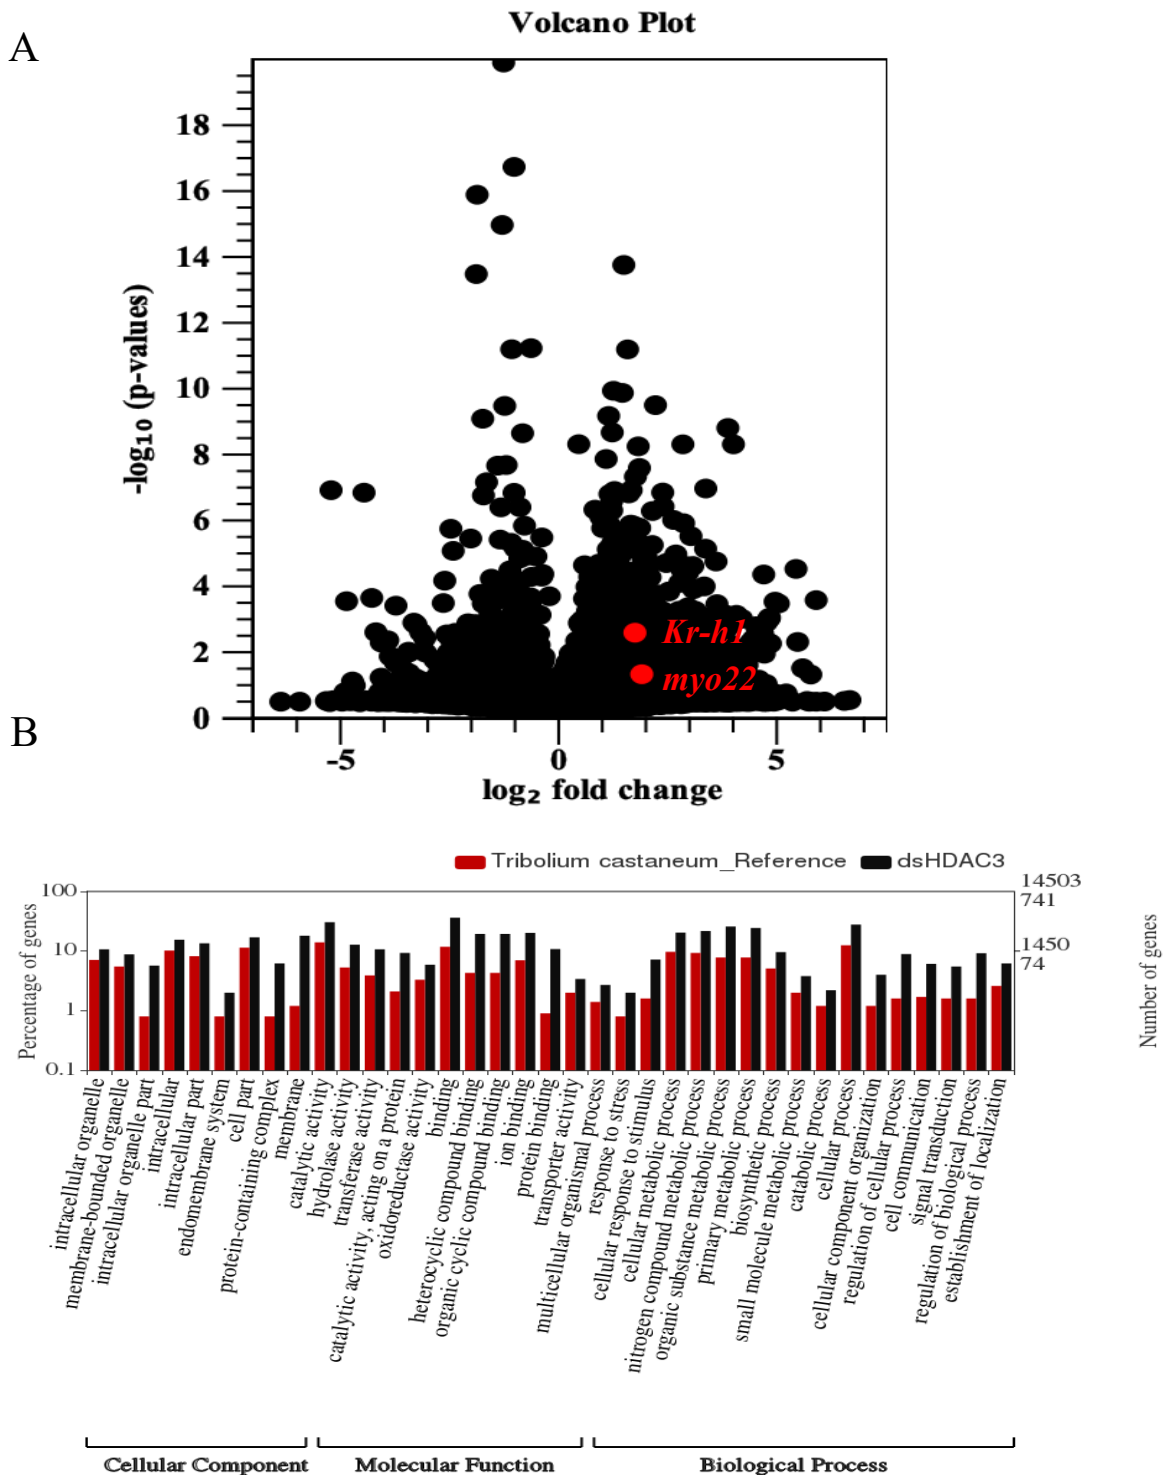 A
Volcano Plot
18
16
14
12
10
8
6
4
2
0
-log₁₀ (p-values)
Kr-h1
myo22
-5
0
5
log₂ fold change
B
Tribolium castaneum_Reference
dsHDAC3
100
10
1
0.1
Percentage of genes
14503
741
1450
74
Number of genes
intracellular organelle
membrane-bounded organelle
intracellular organelle part
intracellular
intracellular part
endomembrane system
cell part
protein-containing complex
membrane
catalytic activity
hydrolase activity
transferase activity
catalytic activity, acting on a protein
oxidoreductase activity
binding
heterocyclic compound binding
organic cyclic compound binding
ion binding
protein binding
transporter activity
multicellular organismal process
response to stress
cellular response to stimulus
cellular metabolic process
nitrogen compound metabolic process
organic substance metabolic process
primary metabolic process
biosynthetic process
small molecule metabolic process
catabolic process
cellular process
cellular component organization
regulation of cellular process
cell communication
signal transduction
regulation of biological process
establishment of localization
Cellular Component
Molecular Function
Biological Process